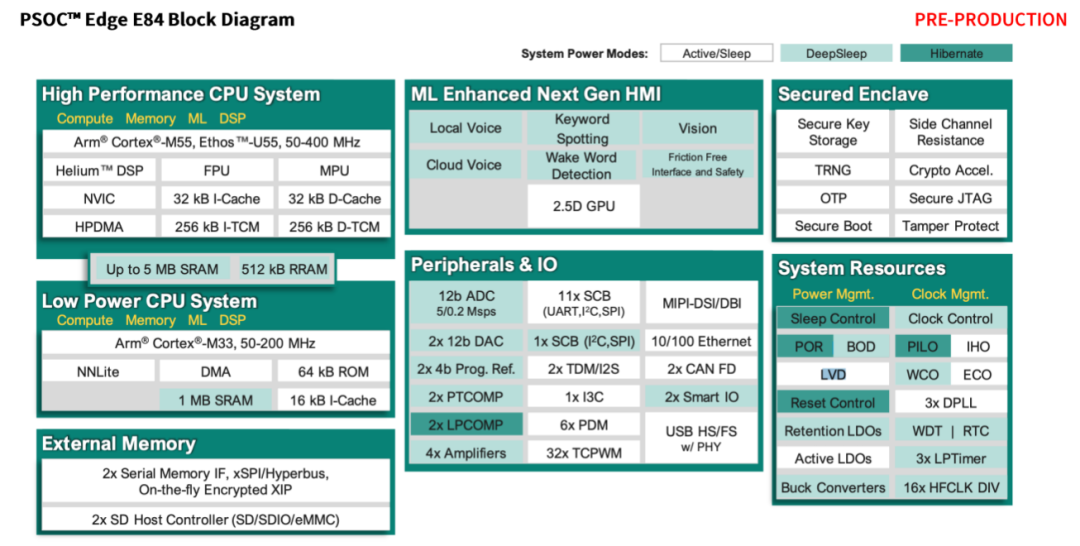 PSOC™ Edge E84 Block Diagram
PRE-PRODUCTION
System Power Modes: Active/Sleep DeepSleep Hibernate
High Performance CPU System
Compute Memory ML DSP
Arm® Cortex®-M55, Ethos™-U55, 50-400 MHz
Helium™ DSP FPU MPU
NVIC 32 kB I-Cache 32 kB D-Cache
HPDMA 256 kB I-TCM 256 kB D-TCM
Up to 5 MB SRAM 512 kB RRAM
Low Power CPU System
Compute Memory ML DSP
Arm® Cortex®-M33, 50-200 MHz
NNLite DMA 64 kB ROM
1 MB SRAM 16 kB I-Cache
External Memory
2x Serial Memory IF, xSPI/Hyperbus,
On-the-fly Encrypted XIP
2x SD Host Controller (SD/SDIO/eMMC)
ML Enhanced Next Gen HMI
Local Voice
Keyword
Spotting
Vision
Cloud Voice
Wake Word
Detection
Friction Free
Interface and Safety
2.5D GPU
Peripherals & IO
12b ADC
5/0.2 Msps
11x SCB
(UART,I²C,SPI)
MIPI-DSI/DBI
2x 12b DAC 1x SCB (I²C,SPI) 10/100 Ethernet
2x 4b Prog. Ref. 2x TDM/I2S 2x CAN FD
2x PTCOMP 1x I3C 2x Smart IO
2x LPCOMP 6x PDM
USB HS/FS
w/ PHY
4x Amplifiers 32x TCPWM
Secured Enclave
Secure Key
Storage
Side Channel
Resistance
TRNG Crypto Accel.
OTP Secure JTAG
Secure Boot Tamper Protect
System Resources
Power Mgmt. Clock Mgmt.
Sleep Control Clock Control
POR BOD PILO IHO
LVD WCO ECO
Reset Control 3x DPLL
Retention LDOs WDT | RTC
Active LDOs 3x LPTimer
Buck Converters 16x HFCLK DIV